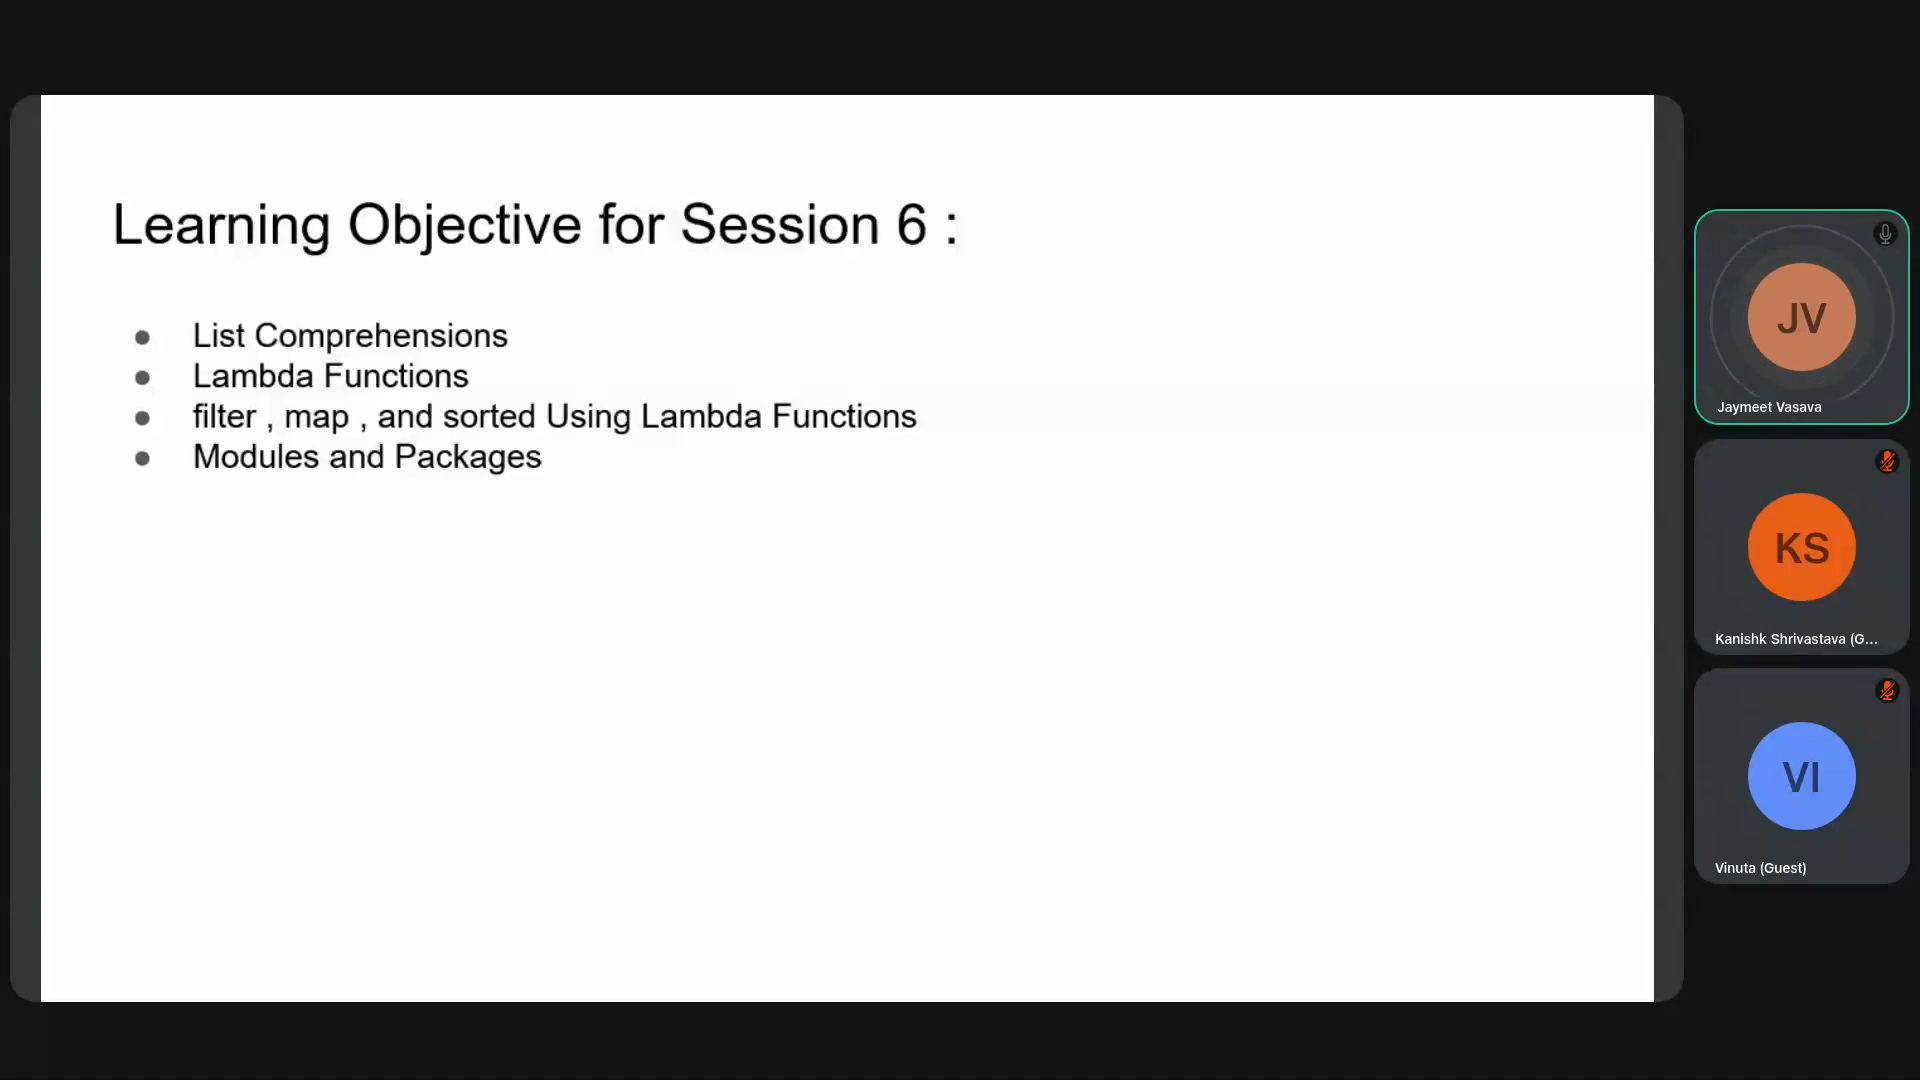 Learning Objective for Session 6 :
● List Comprehensions
● Lambda Functions
● filter , map , and sorted Using Lambda Functions
● Modules and Packages
JV
Jaymeet Vasava
KS
Kanishk Shrivastava (G...
VI
Vinuta (Guest)